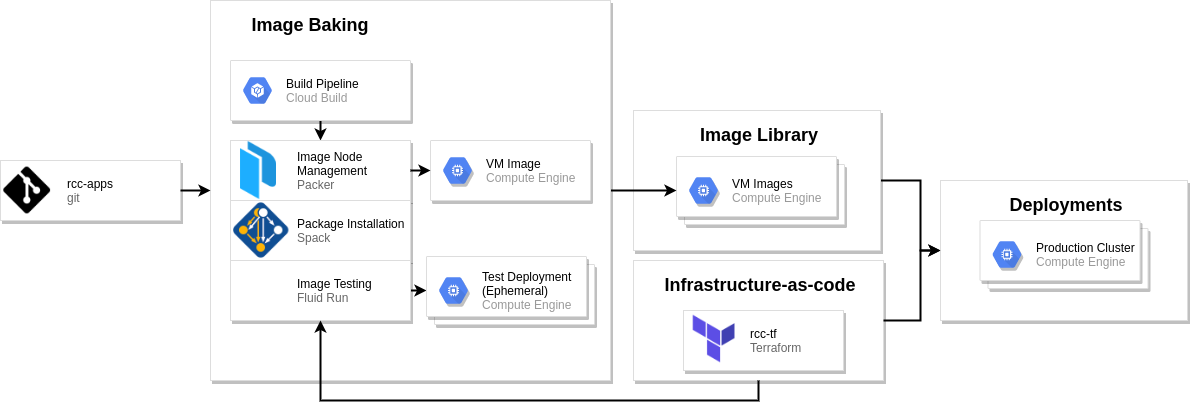 rcc-apps
git
Image Baking
Build Pipeline
Cloud Build
Image Node
Management
Packer
VM Image
Compute Engine
Package Installation
Spack
Image Testing
Fluid Run
Test Deployment
(Ephemeral)
Compute Engine
Image Library
VM Images
Compute Engine
Infrastructure-as-code
rcc-tf
Terraform
Deployments
Production Cluster
Compute Engine